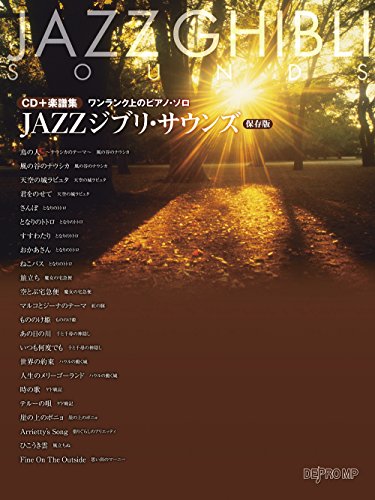 JAZZ GHIBLI
SOUNDS
CD+楽譜集 ワンランク上のピアノ・ソロ
JAZZジブリ・サウンズ 保存版
鳥の人 〜ナウシカのテーマ〜 風の谷のナウシカ
風の谷のナウシカ 風の谷のナウシカ
天空の城ラピュタ 天空の城ラピュタ
君をのせて 天空の城ラピュタ
さんぽ となりのトトロ
となりのトトロ となりのトトロ
すすわたり となりのトトロ
おかあさん となりのトトロ
ねこバス となりのトトロ
旅立ち 魔女の宅急便
空とぶ宅急便 魔女の宅急便
マルコとジーナのテーマ 紅の豚
もののけ姫 もののけ姫
あの日の川 千と千尋の神隠し
いつも何度でも 千と千尋の神隠し
世界の約束 ハウルの動く城
人生のメリーゴーランド ハウルの動く城
時の歌 ゲド戦記
テルーの唄 ゲド戦記
崖の上のポニョ 崖の上のポニョ
Arrietty's Song 借りぐらしのアリエッティ
ひこうき雲 風立ちぬ
Fine On The Outside 思い出のマーニー
DEPRO MP